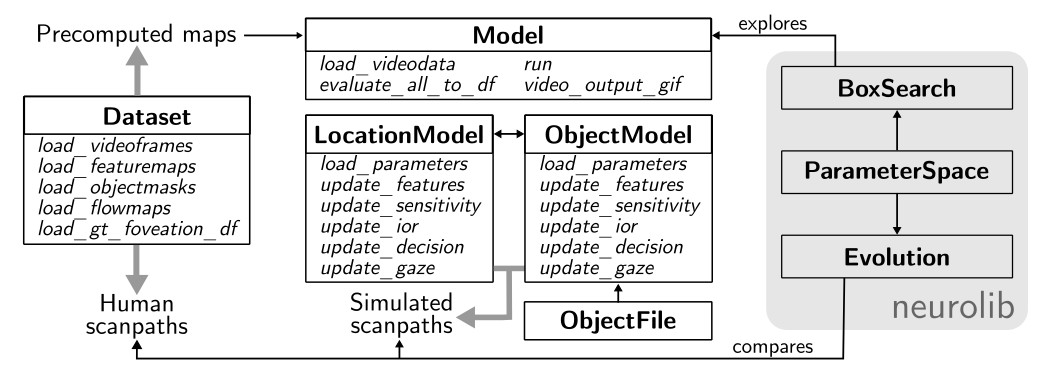 Precomputed maps
Model
load_videodata run
evaluate_all_to_df video_output_gif
explores
Dataset
load_videoframes
load_featuremaps
load_objectmasks
load_flowmaps
load_gt_foveation_df
LocationModel
load_parameters
update_features
update_sensitivity
update_ior
update_decision
update_gaze
ObjectModel
load_parameters
update_features
update_sensitivity
update_ior
update_decision
update_gaze
BoxSearch
ParameterSpace
Evolution
neurolib
Human
scanpaths
Simulated
scanpaths
ObjectFile
compares